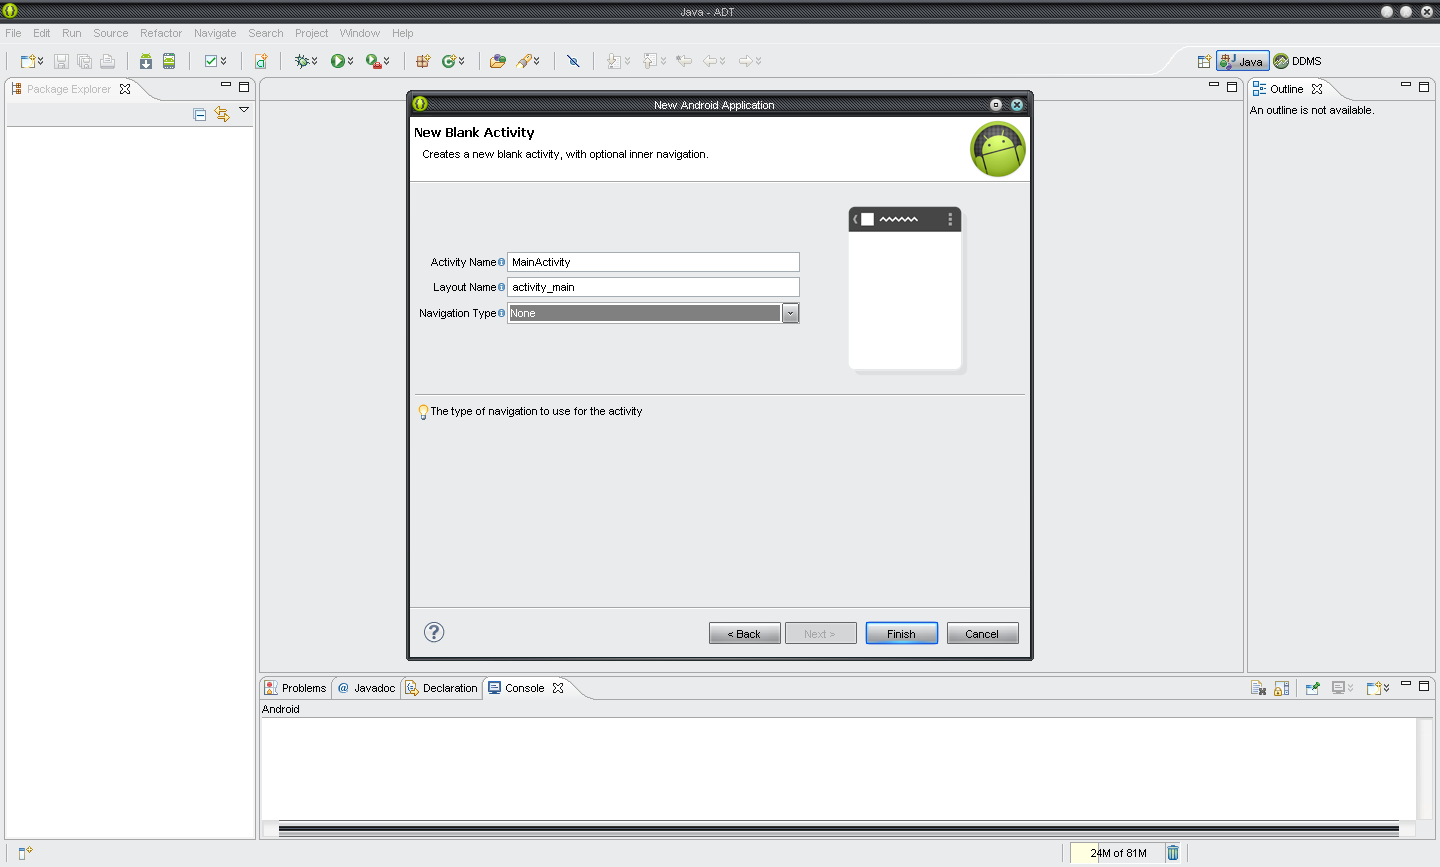 Java - ADT
File Edit Run Source Refactor Navigate Search Project Window Help
Java DDMS
Package Explorer
Outline
An outline is not available.
New Android Application
New Blank Activity
Creates a new blank activity, with optional inner navigation.
Activity Name MainActivity
Layout Name activity_main
Navigation Type None
The type of navigation to use for the activity
? < Back Next > Finish Cancel
Problems @ Javadoc Declaration Console
Android
24M of 81M